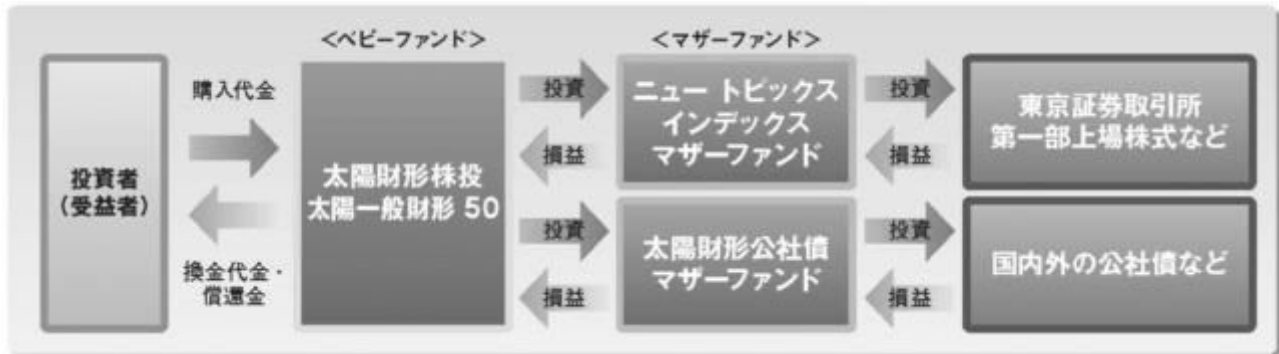 <ベビーファンド>
<マザーファンド>
投資者
(受益者)
購入代金
換金代金・
償還金
太陽財形株投
太陽一般財形 50
投資
損益
ニュー トピックス
インデックス
マザーファンド
投資
損益
東京証券取引所
第一部上場株式など
投資
損益
太陽財形公社債
マザーファンド
投資
損益
国内外の公社債など